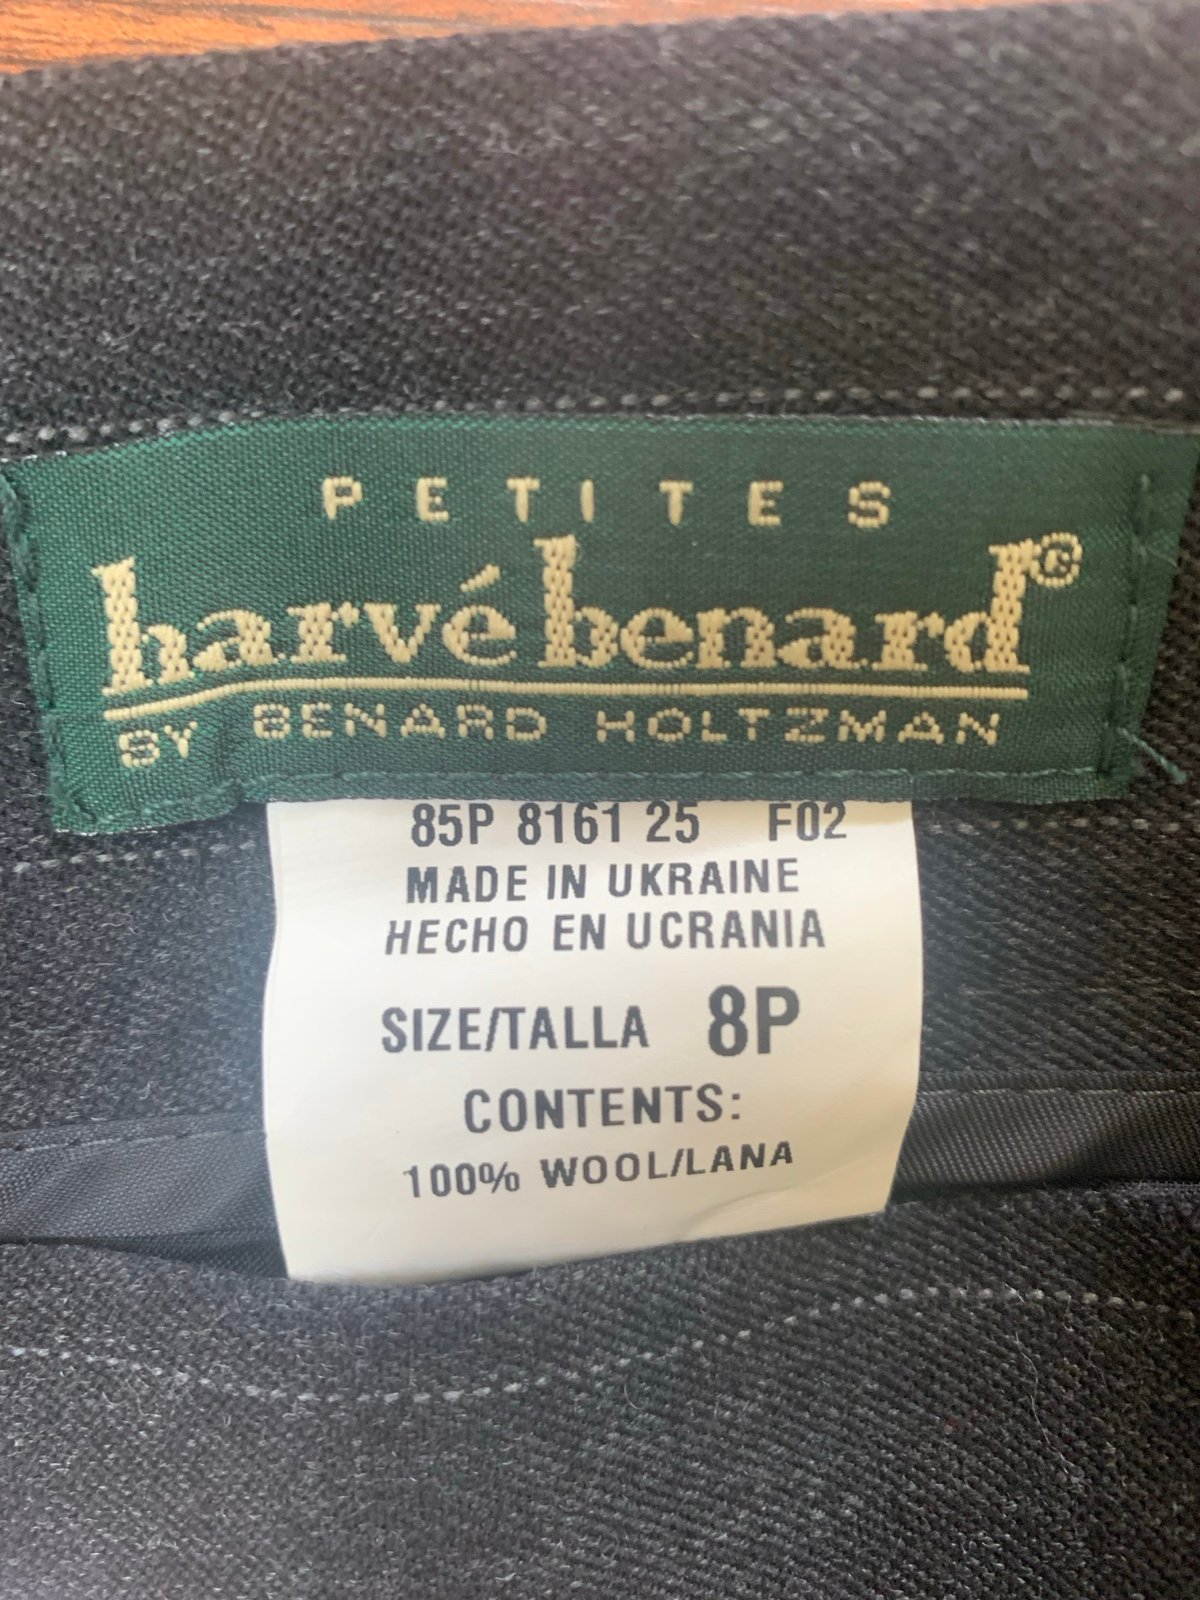 PETITES
harvé benard®
BY BENARD HOLTZMAN
85P 8161 25 F02
MADE IN UKRAINE
HECHO EN UCRANIA
SIZE/TALLA 8P
CONTENTS:
100% WOOL/LANA